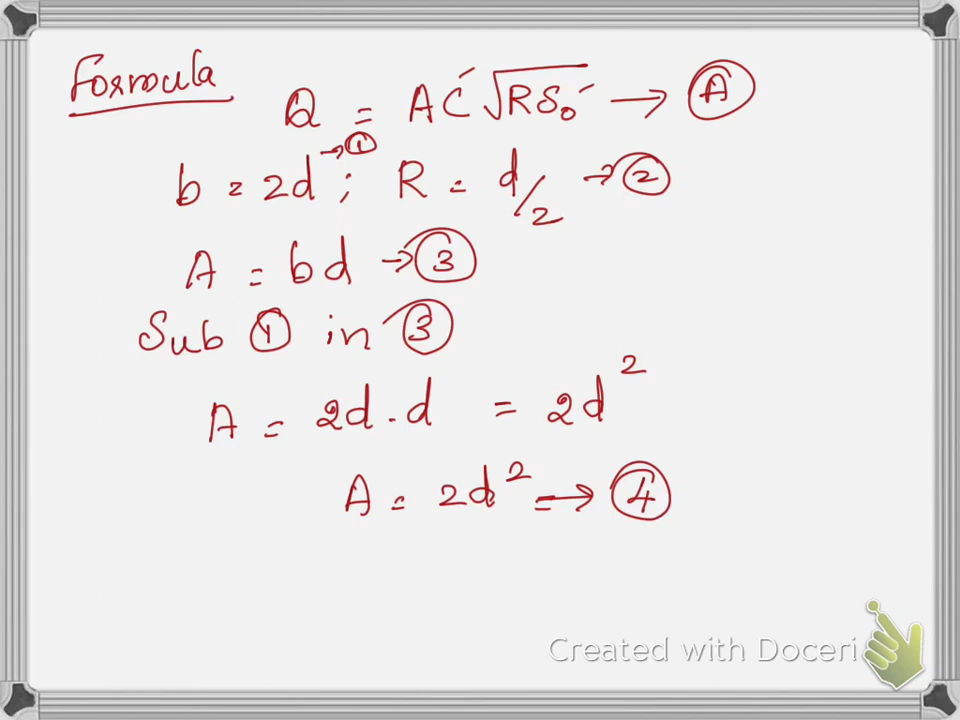 Formula
Q = AC √RS₀ → Ⓐ
b = 2d → ① ; R = d/2 → ②
A = bd → ③
Sub ① in ③
A = 2d . d = 2d²
A = 2d² = → ④
Created with Doceri